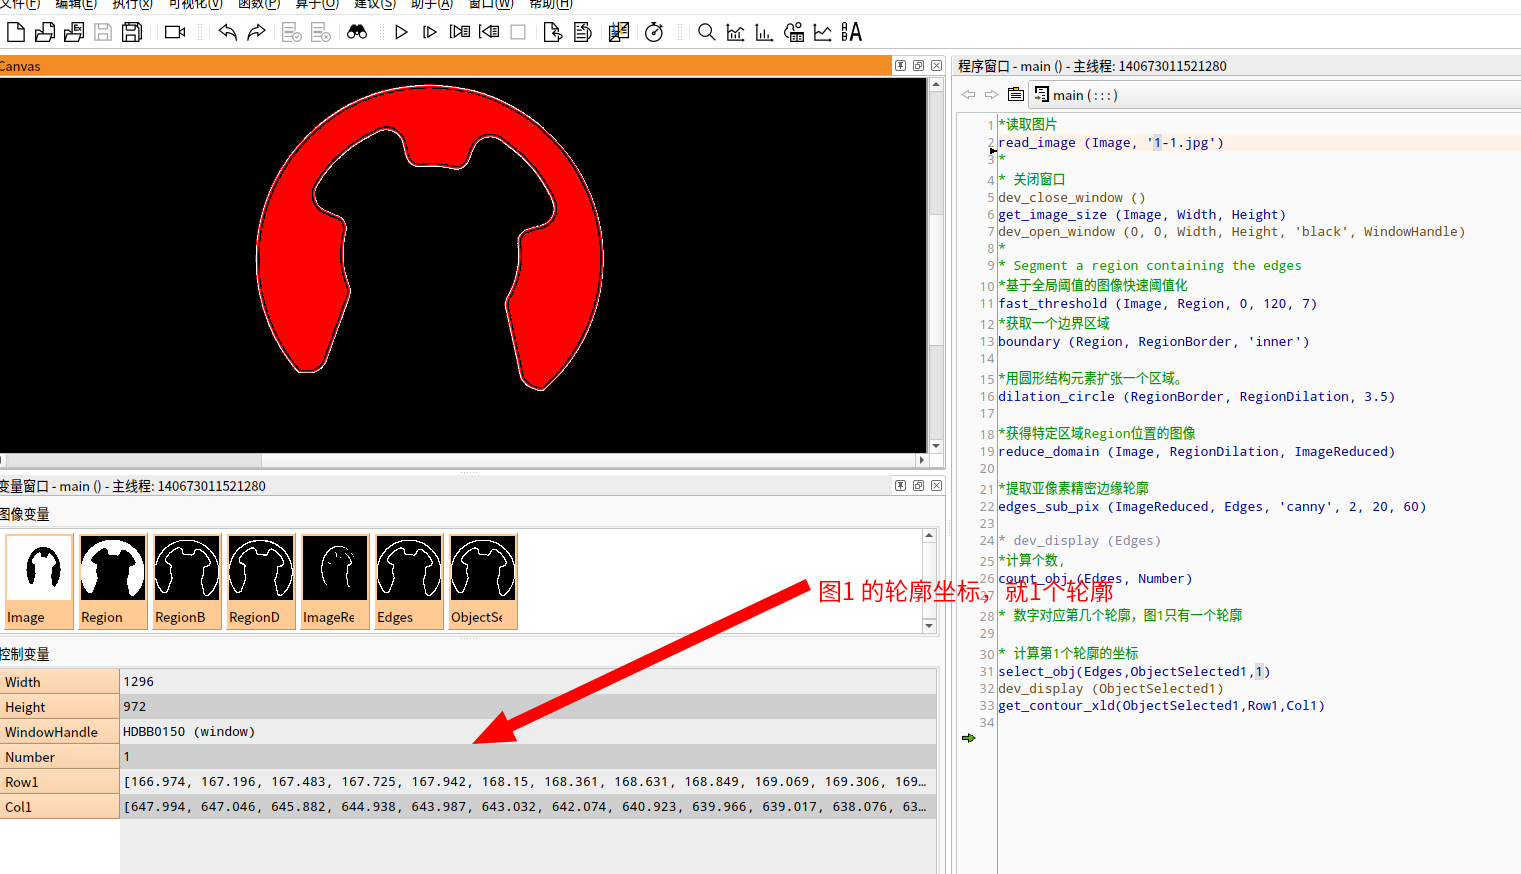 文件(F) 编辑(E) 执行(x) 可视化(V) 函数(P) 算子(O) 建议(S) 助手(A) 窗口(W) 帮助(H)
Canvas
变量窗口 - main () - 主线程: 140673011521280
图像变量
Image Region RegionB RegionD ImageRe Edges ObjectSe
控制变量
Width 1296
Height 972
WindowHandle HDBB0150 (window)
Number 1
Row1 [166.974, 167.196, 167.483, 167.725, 167.942, 168.15, 168.361, 168.631, 168.849, 169.069, 169.306, 169…
Col1 [647.994, 647.046, 645.882, 644.938, 643.987, 643.032, 642.074, 640.923, 639.966, 639.017, 638.076, 63…
图1 的轮廓坐标，就1个轮廓
程序窗口 - main () - 主线程: 140673011521280
main (:::)
1 *读取图片
2 read_image (Image, '1-1.jpg')
3 *
4 * 关闭窗口
5 dev_close_window ()
6 get_image_size (Image, Width, Height)
7 dev_open_window (0, 0, Width, Height, 'black', WindowHandle)
8 *
9 * Segment a region containing the edges
10 *基于全局阈值的图像快速阈值化
11 fast_threshold (Image, Region, 0, 120, 7)
12 *获取一个边界区域
13 boundary (Region, RegionBorder, 'inner')
14
15 *用圆形结构元素扩张一个区域。
16 dilation_circle (RegionBorder, RegionDilation, 3.5)
17
18 *获得特定区域Region位置的图像
19 reduce_domain (Image, RegionDilation, ImageReduced)
20
21 *提取亚像素精密边缘轮廓
22 edges_sub_pix (ImageReduced, Edges, 'canny', 2, 20, 60)
23
24 * dev_display (Edges)
25 *计算个数,
26 count_obj (Edges, Number)
27
28 * 数字对应第几个轮廓，图1只有一个轮廓
29
30 * 计算第1个轮廓的坐标
31 select_obj(Edges,ObjectSelected1,1)
32 dev_display (ObjectSelected1)
33 get_contour_xld(ObjectSelected1,Row1,Col1)
34